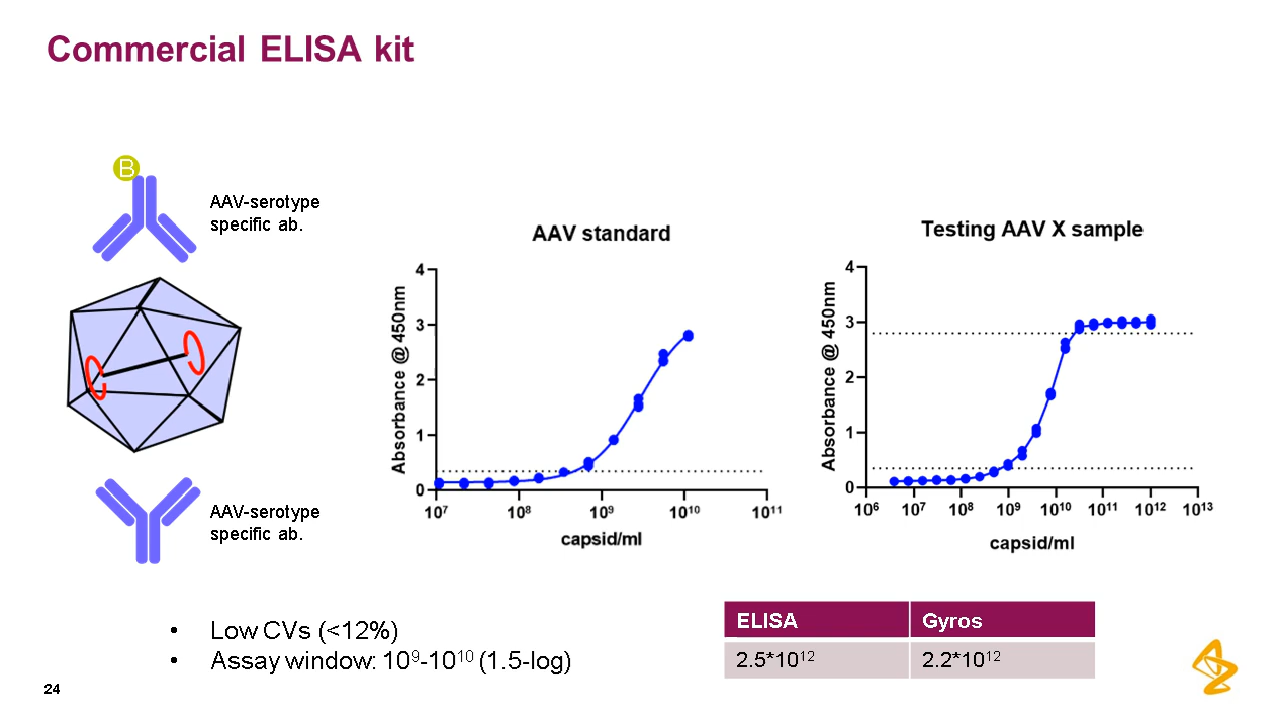 Commercial ELISA kit
B
AAV-serotype
specific ab.
AAV-serotype
specific ab.
AAV standard
Absorbance @ 450nm
4
3
2
1
0
10⁷ 10⁸ 10⁹ 10¹⁰ 10¹¹
capsid/ml
Testing AAV X sample
Absorbance @ 450nm
4
3
2
1
0
10⁶ 10⁷ 10⁸ 10⁹ 10¹⁰ 10¹¹ 10¹² 10¹³
capsid/ml
• Low CVs (<12%)
• Assay window: 10⁹-10¹⁰ (1.5-log)
ELISA Gyros
2.5*10¹² 2.2*10¹²
24